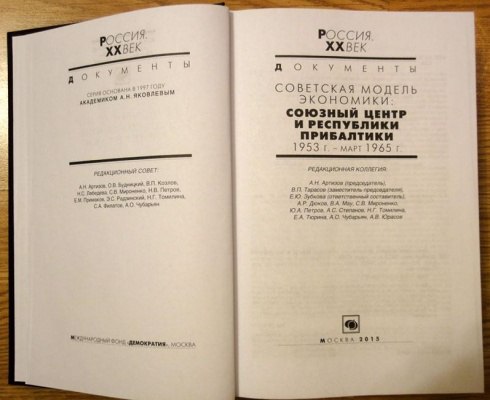 РОССИЯ.
XX ВЕК
ДОКУМЕНТЫ
СЕРИЯ ОСНОВАНА В 1997 ГОДУ
АКАДЕМИКОМ А.Н. ЯКОВЛЕВЫМ
РЕДАКЦИОННЫЙ СОВЕТ:
А.Н. Артизов, О.В. Будницкий, В.П. Козлов,
Н.С. Лебедева, С.В. Мироненко, Н.В. Петров,
Е.М. Примаков, Э.С. Радзинский, Н.Г. Томилина,
С.А. Филатов, А.О. Чубарьян
МЕЖДУНАРОДНЫЙ ФОНД «ДЕМОКРАТИЯ», МОСКВА
РОССИЯ.
XX ВЕК
ДОКУМЕНТЫ
СОВЕТСКАЯ МОДЕЛЬ
ЭКОНОМИКИ:
СОЮЗНЫЙ ЦЕНТР
И РЕСПУБЛИКИ
ПРИБАЛТИКИ
1953 Г. – МАРТ 1965 Г.
РЕДАКЦИОННАЯ КОЛЛЕГИЯ:
А.Н. Артизов (председатель),
В.П. Тарасов (заместитель председателя),
Е.Ю. Зубкова (ответственный составитель),
А.Р. Дюков, В.А. Мау, С.В. Мироненко,
Ю.А. Петров, А.С. Степанов, Н.Г. Томилина,
Е.А. Тюрина, А.О. Чубарьян, А.В. Юрасов
МОСКВА 2015